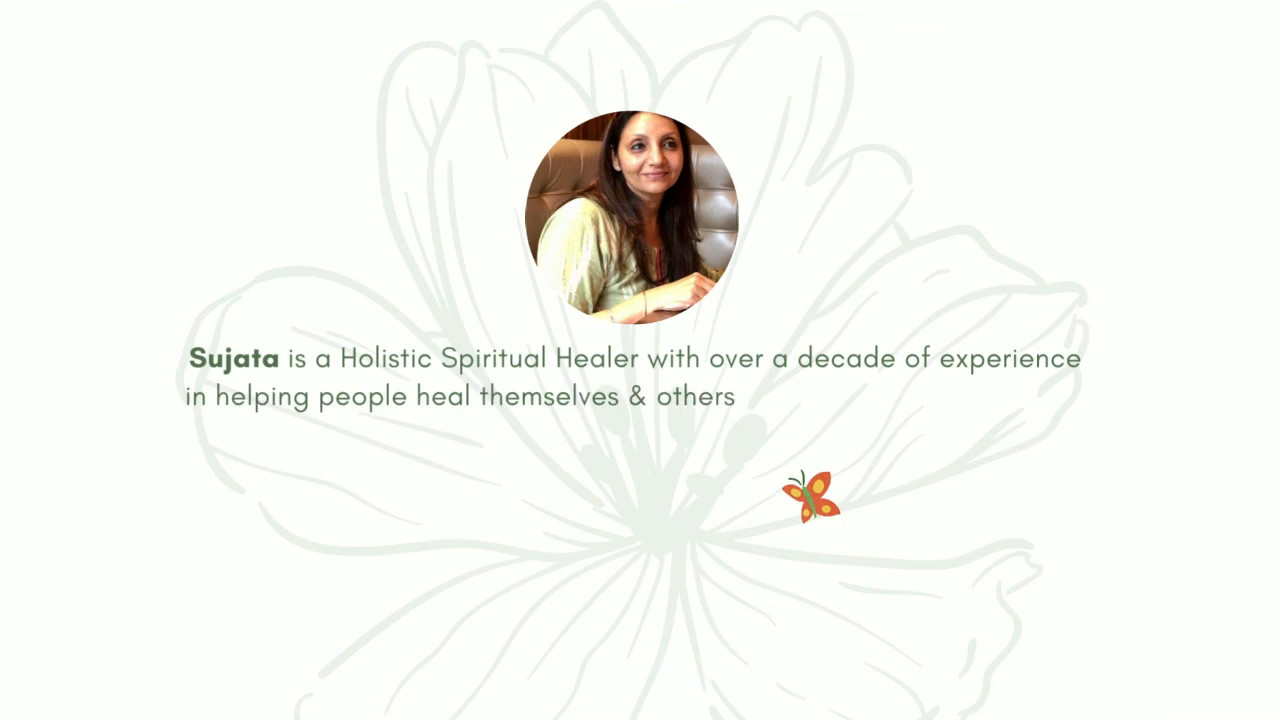 Sujata is a Holistic Spiritual Healer with over a decade of experience
in helping people heal themselves & others